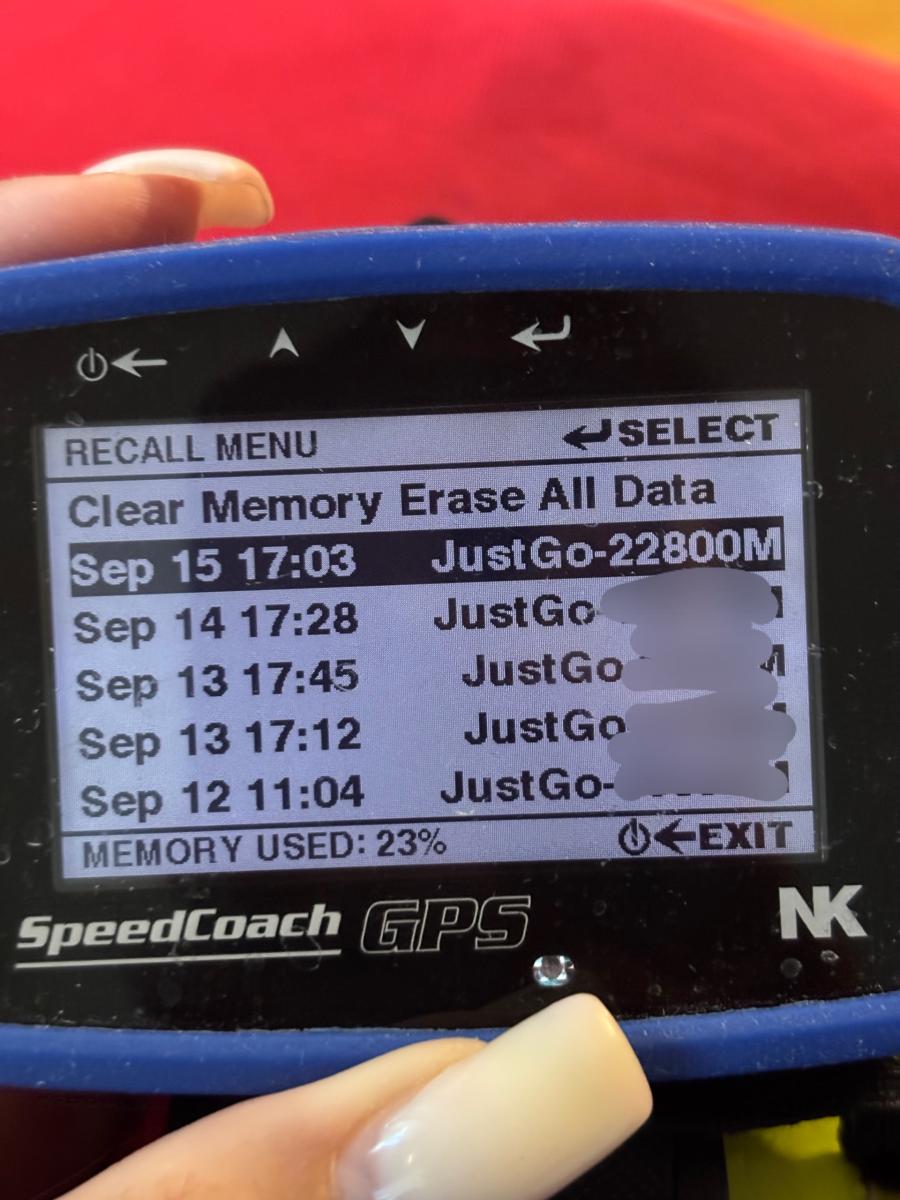 RECALL MENU SELECT
Clear Memory Erase All Data
Sep 15 17:03 JustGo-22800M
Sep 14 17:28 JustGo-
Sep 13 17:45 JustGo
Sep 13 17:12 JustGo
Sep 12 11:04 JustGo-
MEMORY USED: 23% EXIT
SpeedCoach GPS NK